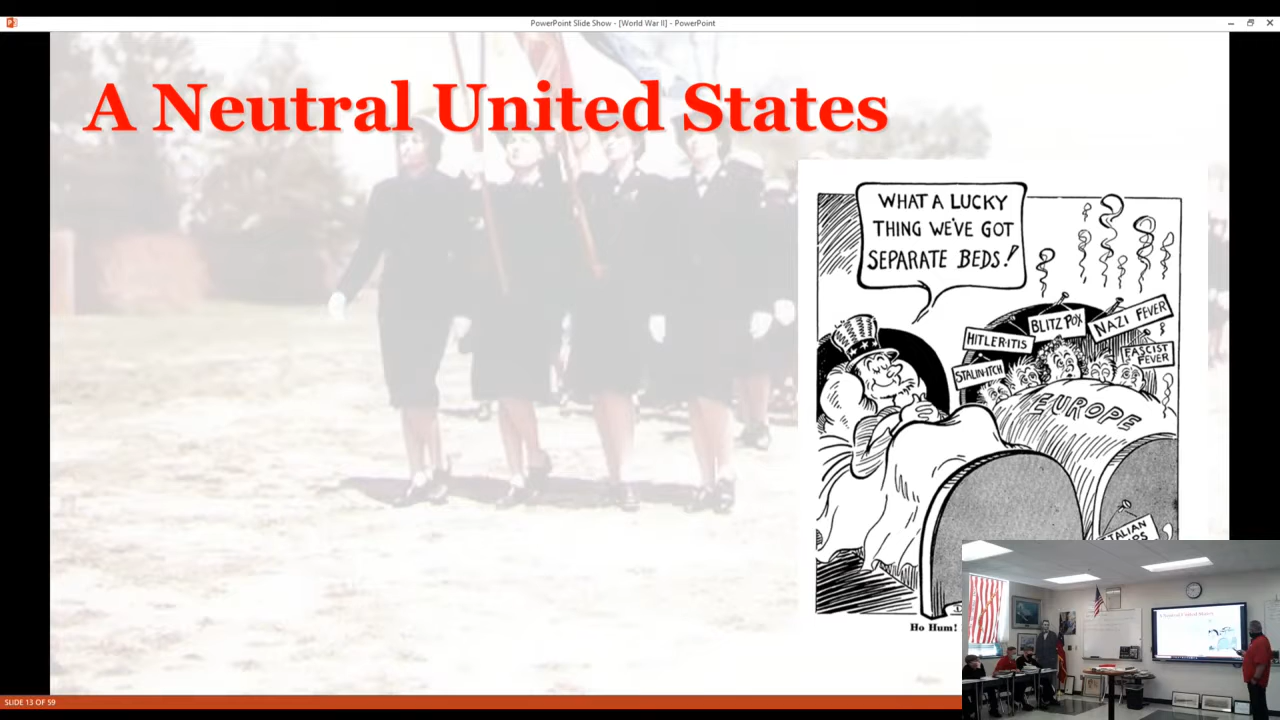 PowerPoint Slide Show - [World War II] - PowerPoint
A Neutral United States
WHAT A LUCKY
THING WE'VE GOT
SEPARATE BEDS!
HITLER-ITIS
BLITZ POX
NAZI FEVER
STALIN-ITCH
FASCIST
FEVER
EUROPE
Ho Hum!
SLIDE 13 OF 59